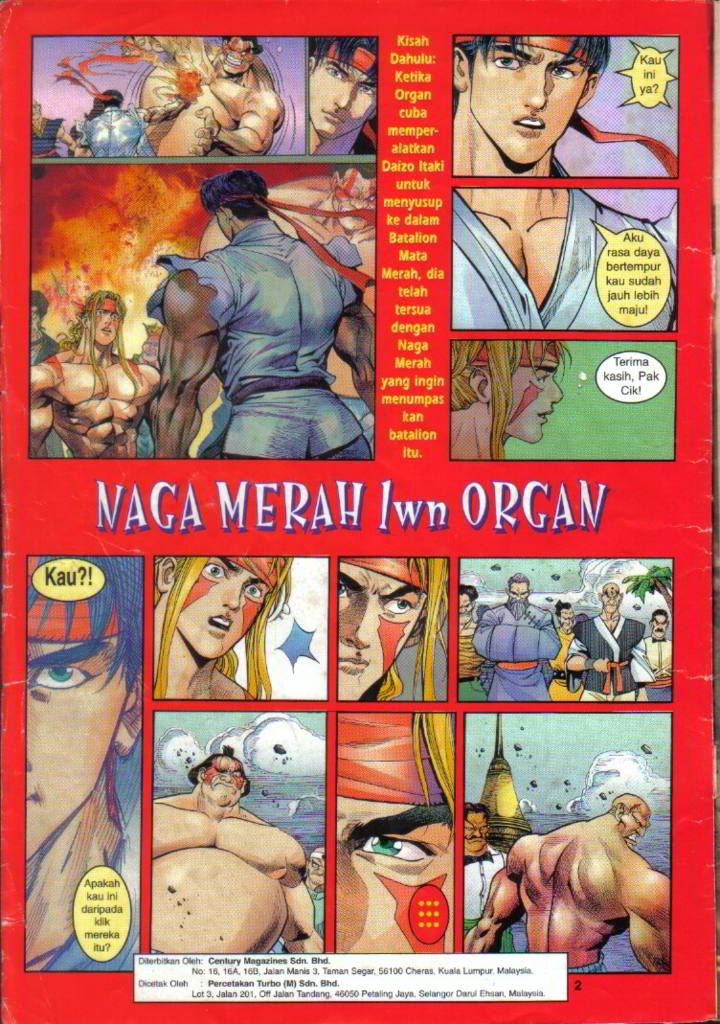 Kisah
Dahulu:
Ketika
Organ
cuba
memper-
alatkan
Daizo Itaki
untuk
menyusup
ke dalam
Batalion
Mata
Merah, dia
telah
tersua
dengan
Naga
Merah
yang ingin
menumpas
kan
batalion
itu.
Kau
ini
ya?
Aku
rasa daya
bertempur
kau sudah
jauh lebih
maju!
Terima
kasih, Pak
Cik!
NAGA MERAH lwn ORGAN
Kau?!
Apakah
kau ini
daripada
klik
mereka
itu?
Diterbitkan Oleh: Century Magazines Sdn. Bhd.
No: 16, 16A, 16B, Jalan Manis 3, Taman Segar, 56100 Cheras, Kuala Lumpur, Malaysia.
Dicetak Oleh : Percetakan Turbo (M) Sdn. Bhd.
Lot 3, Jalan 201, Off Jalan Tandang, 46050 Petaling Jaya, Selangor Darul Ehsan, Malaysia.
2